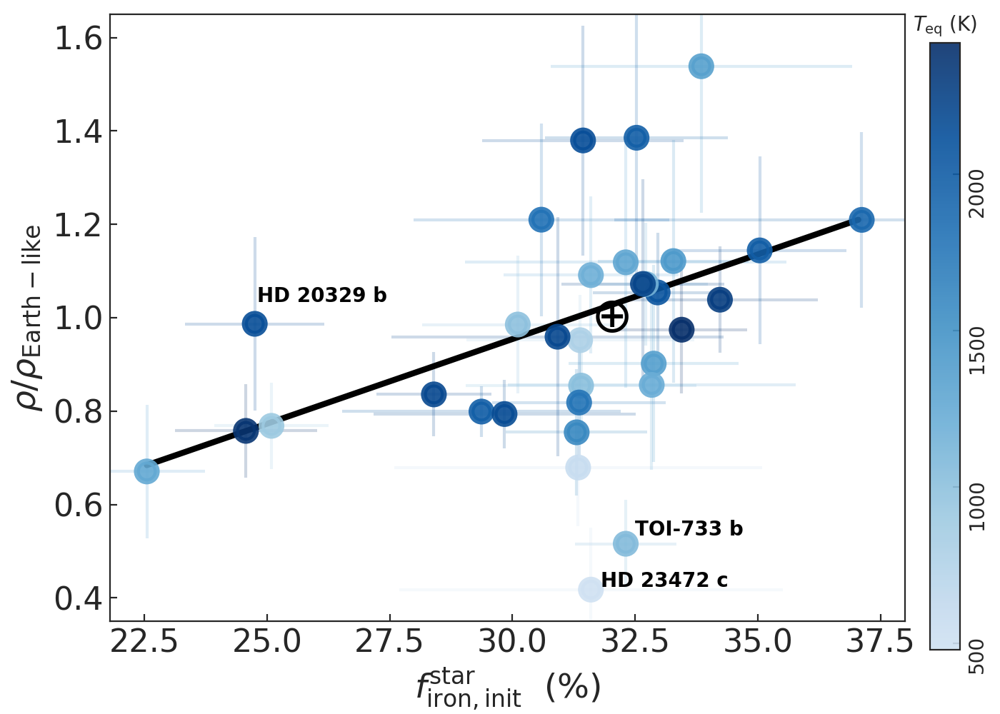 T_eq (K)
1.6
1.4
1.2
1.0
0.8
0.6
0.4
ρ/ρ_Earth−like
HD 20329 b
TOI-733 b
HD 23472 c
2000
1500
1000
500
22.5 25.0 27.5 30.0 32.5 35.0 37.5
f^star_iron, init (%)